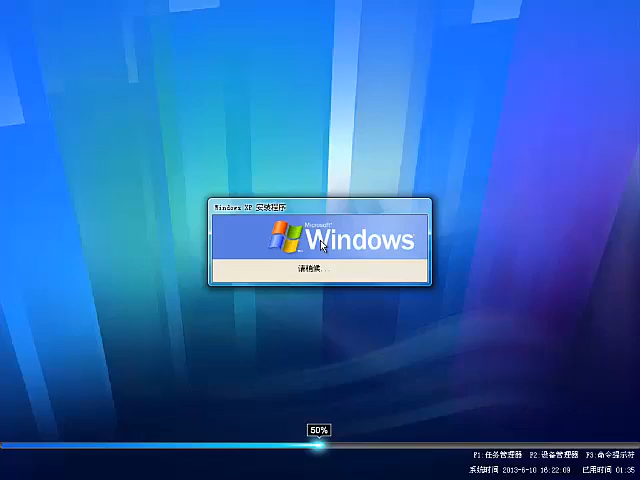 Windows XP 安装程序
Microsoft
Windows
请稍候...
50%
F1:任务管理器 F2:设备管理器 F3:命令提示符
系统时间 2013-6-10 16:22:09 已用时间 01:35